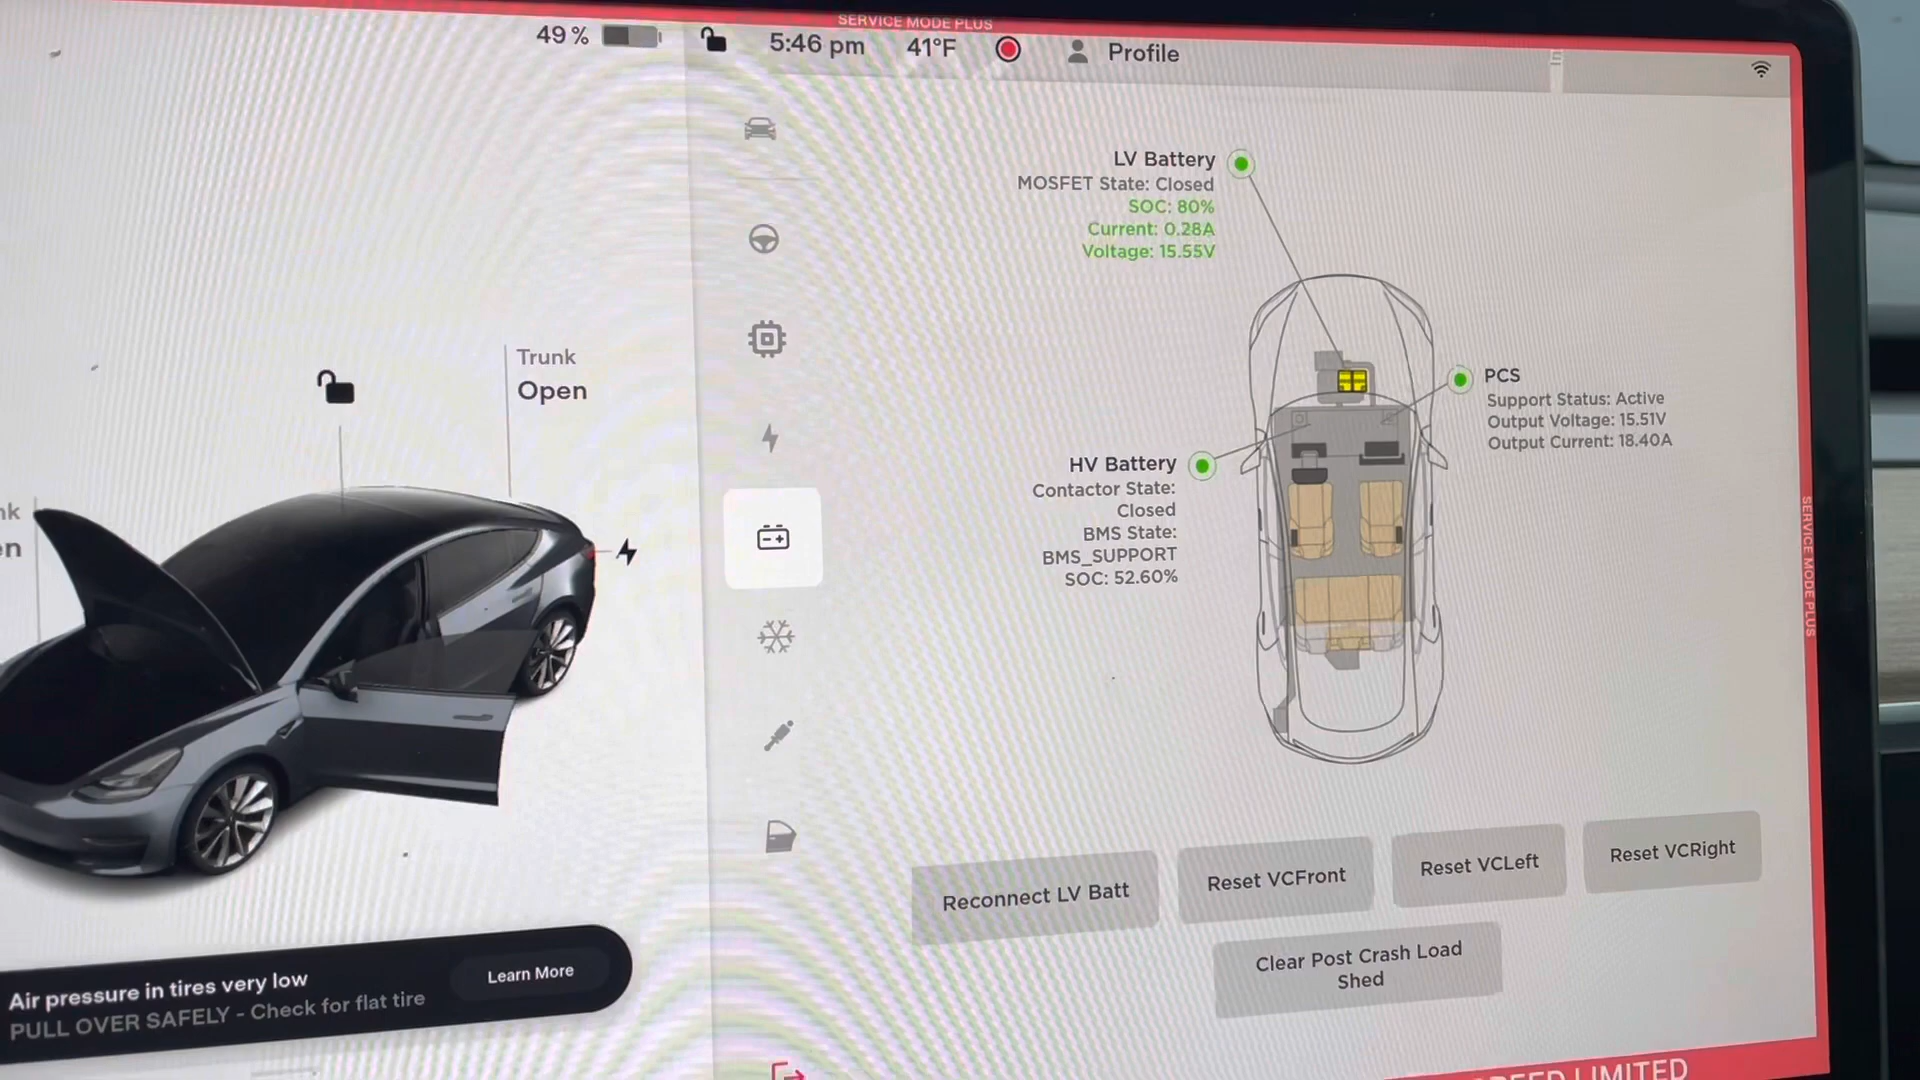 SERVICE MODE PLUS
49 %
5:46 pm
41°F
Profile
LV Battery
MOSFET State: Closed
SOC: 80%
Current: 0.28A
Voltage: 15.55V
Trunk
Open
PCS
Support Status: Active
Output Voltage: 15.51V
Output Current: 18.40A
HV Battery
Contactor State:
Closed
BMS State:
BMS_SUPPORT
SOC: 52.60%
SERVICE MODE PLUS
Reconnect LV Batt
Reset VCFront
Reset VCLeft
Reset VCRight
Clear Post Crash Load
Shed
Air pressure in tires very low
PULL OVER SAFELY - Check for flat tire
Learn More
LIMITED